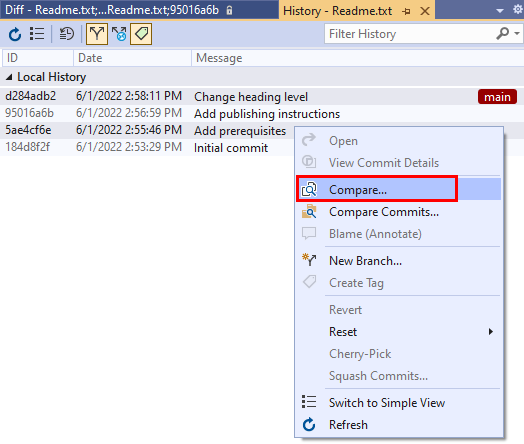 Diff - Readme.txt;...Readme.txt;95016a6b History - Readme.txt
Filter History
ID Date Message
Local History
d284adb2 6/1/2022 2:58:11 PM Change heading level main
95016a6b 6/1/2022 2:56:59 PM Add publishing instructions
5ae4cf6e 6/1/2022 2:55:46 PM Add prerequisites
184d8f2f 6/1/2022 2:53:29 PM Initial commit
Open
View Commit Details
Compare...
Compare Commits...
Blame (Annotate)
New Branch...
Create Tag
Revert
Reset
Cherry-Pick
Squash Commits...
Switch to Simple View
Refresh